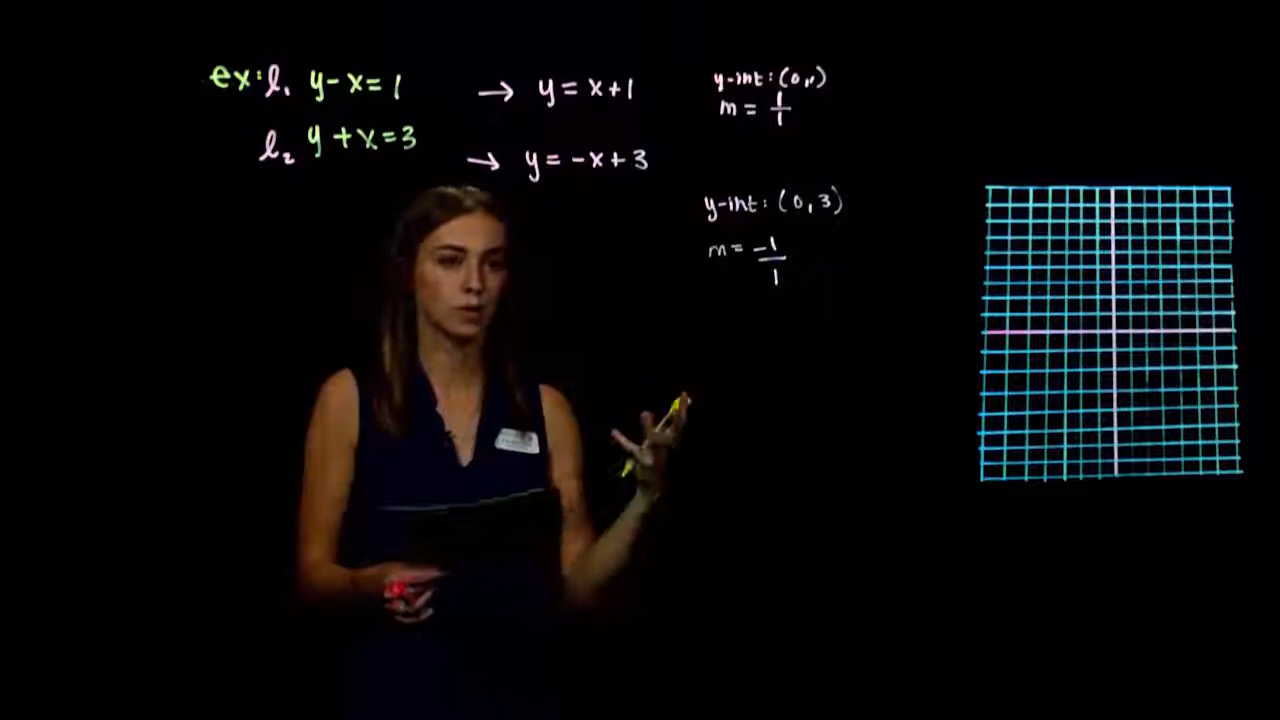 ex: l₁ y-x=1 → y=x+1
l₂ y+x=3 → y=-x+3
y-int: (0,1)
m = 1/1
y-int: (0,3)
m = -1/1